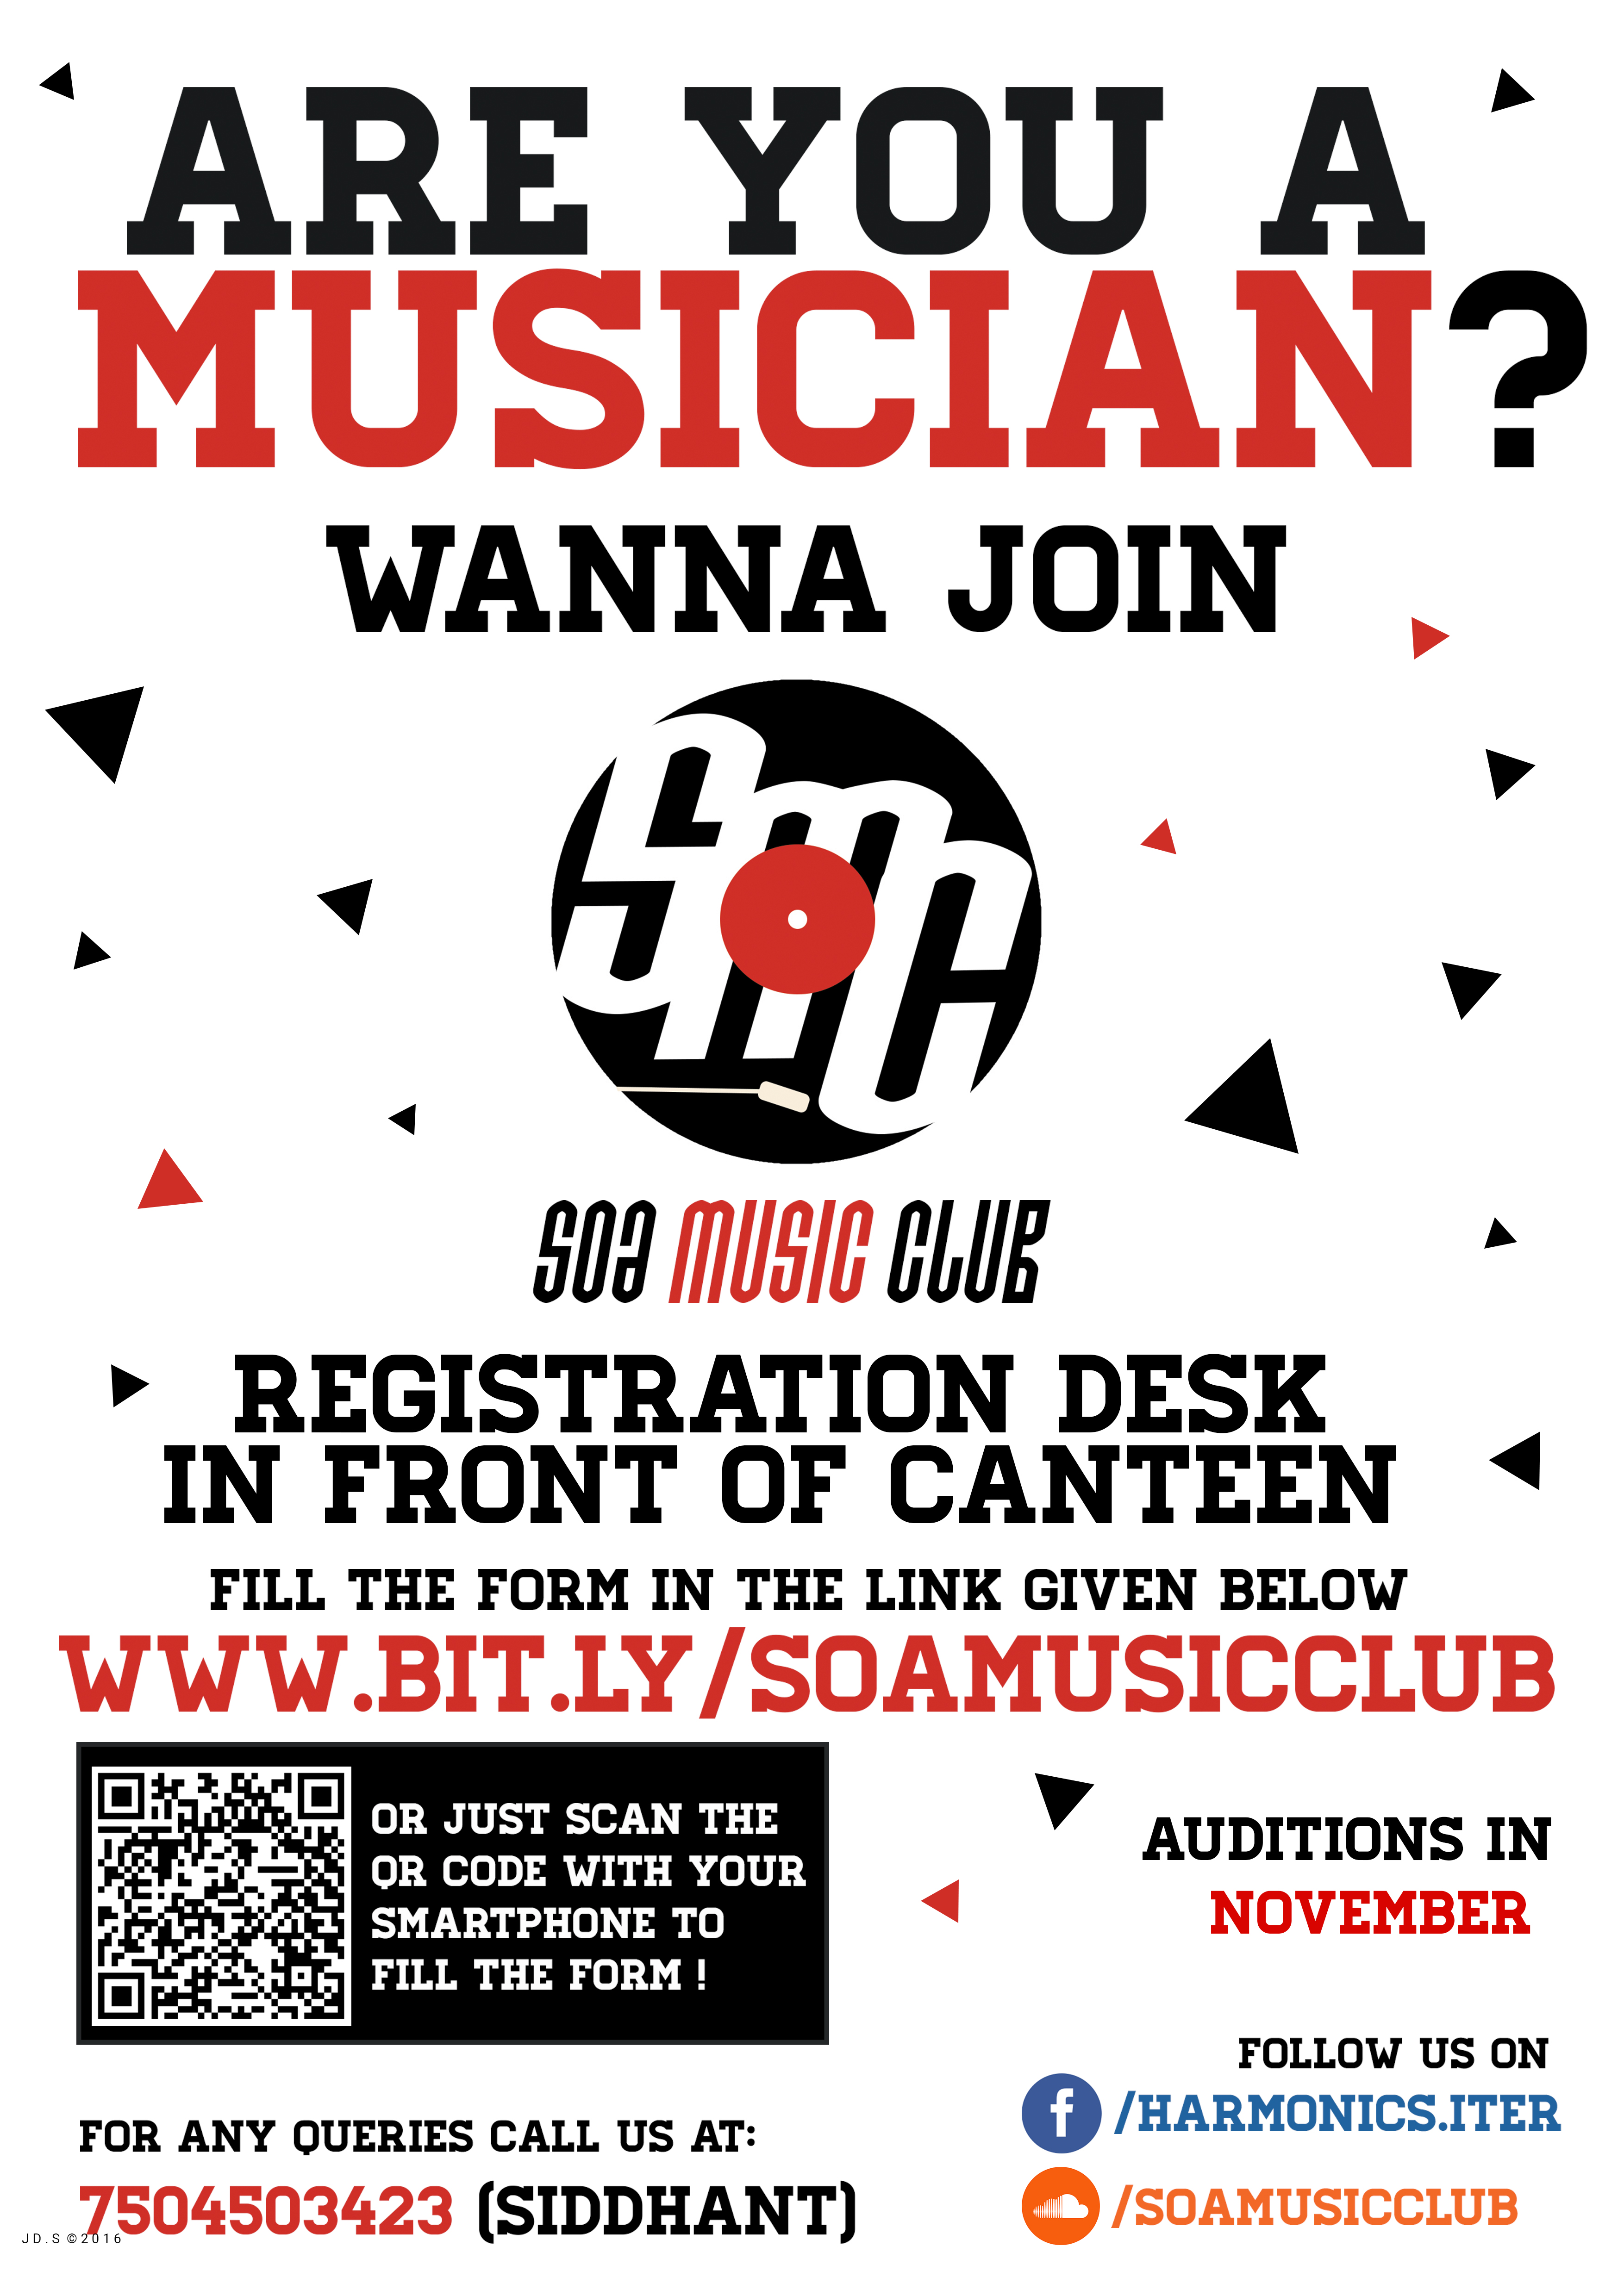 ARE YOU A
MUSICIAN?
WANNA JOIN
SMC
SOA MUSIC CLUB
REGISTRATION DESK
IN FRONT OF CANTEEN
FILL THE FORM IN THE LINK GIVEN BELOW
WWW.BIT.LY/SOAMUSICCLUB
OR JUST SCAN THE
QR CODE WITH YOUR
SMARTPHONE TO
FILL THE FORM !
AUDITIONS IN
NOVEMBER
FOLLOW US ON
f /HARMONICS.ITER
/SOAMUSICCLUB
FOR ANY QUERIES CALL US AT:
7504503423 (SIDDHANT)
JD.S ©2016